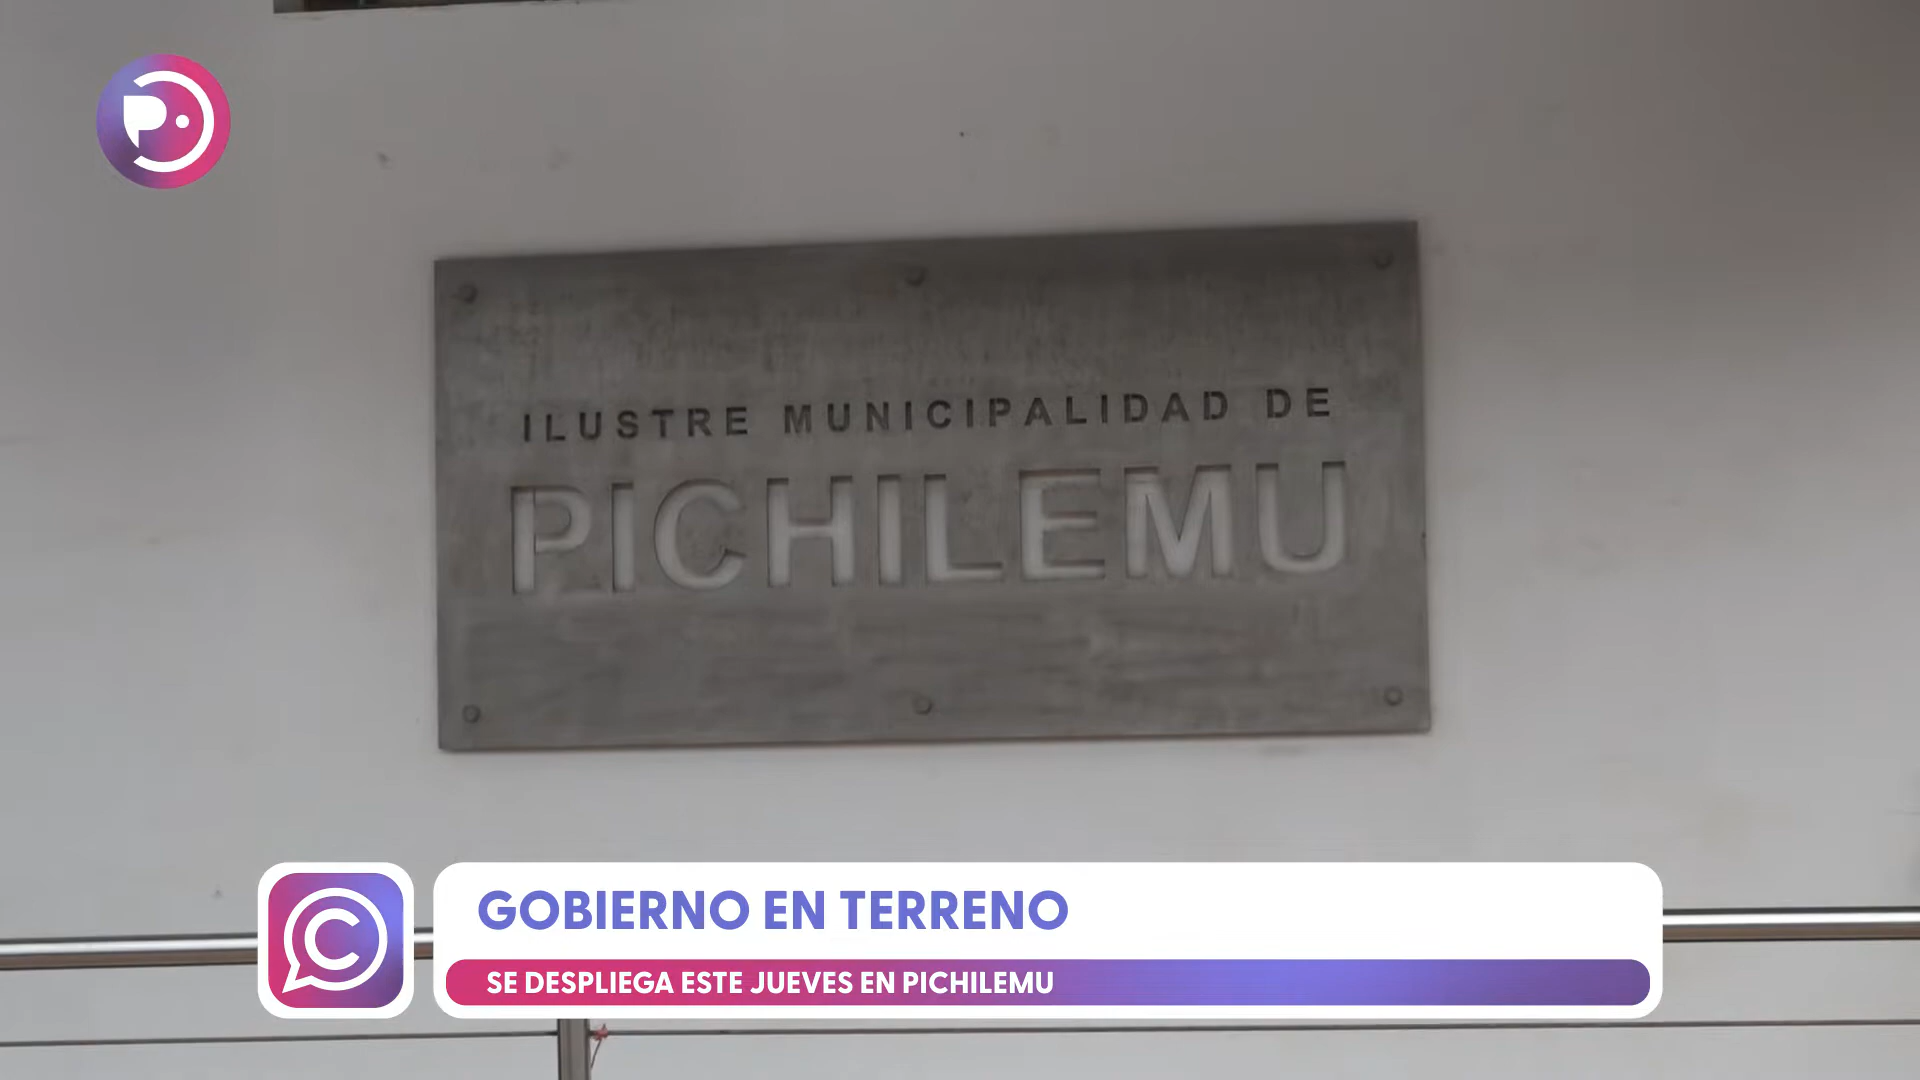 P
ILUSTRE MUNICIPALIDAD DE
PICHILEMU
C
GOBIERNO EN TERRENO
SE DESPLIEGA ESTE JUEVES EN PICHILEMU